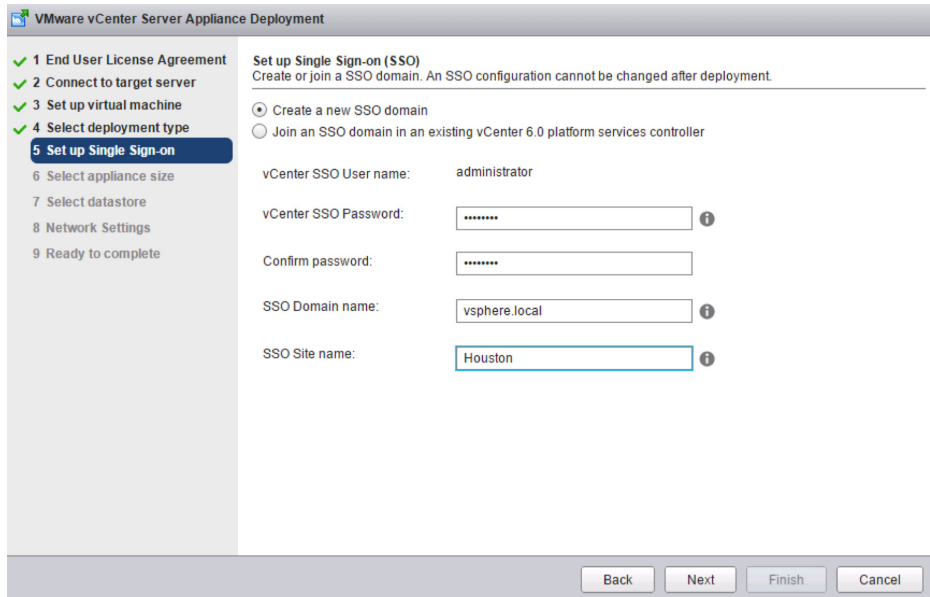 VMware vCenter Server Appliance Deployment
1 End User License Agreement
2 Connect to target server
3 Set up virtual machine
4 Select deployment type
5 Set up Single Sign-on
6 Select appliance size
7 Select datastore
8 Network Settings
9 Ready to complete
Set up Single Sign-on (SSO)
Create or join a SSO domain. An SSO configuration cannot be changed after deployment.
Create a new SSO domain
Join an SSO domain in an existing vCenter 6.0 platform services controller
vCenter SSO User name: administrator
vCenter SSO Password: ••••••••
Confirm password: ••••••••
SSO Domain name: vsphere.local
SSO Site name: Houston
Back Next Finish Cancel